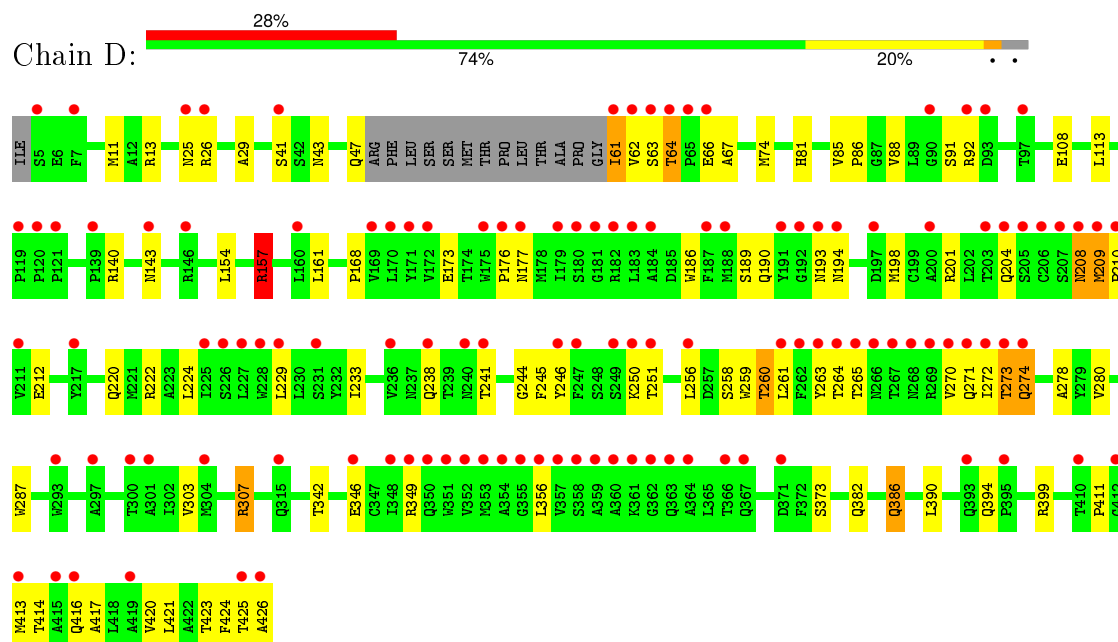 28%
Chain D:
74% 20% • •
ILE S5 E6 F7 M11 A12 R13 N25 R26 A29 S41 S42 N43 Q47 ARG PHE LEU SER SER MET THR PRO LEU THR ALA PRO GLY I61 V62 S63 T64 P65 E66 A67 M74 H81 V85 P86 G87 V88 L89 G90 S91 R92 D93 T97 E108 L113
P119 P120 P121 P139 R140 N143 R146 L154 R157 L160 L161 P168 V169 L170 Y171 V172 E173 T174 W175 P176 N177 M178 I179 S180 G181 R182 L183 A184 D185 W186 F187 M188 S189 Q190 Y191 G192 N193 N194 D197 M198 C199 A200 R201 L202 T203 Q204 S205 C206 S207 N208 M209 P210
V211 E212 Y217 Q220 M221 R222 A223 L224 I225 S226 L227 W228 L229 L230 S231 Y232 I233 V236 N237 Q238 T239 N240 T241 G244 F245 Y246 F247 S248 S249 K250 T251 L256 D257 S258 W259 T260 L261 F262 Y263 T264 T265 N266 T267 N268 R269 V270 Q271 I272 T273 Q274 A278 Y279 V280
W287 W293 A297 T300 A301 I302 V303 M304 R307 Q315 T342 E346 G347 I348 R349 Q350 W351 V352 M353 A354 G355 L356 V357 S358 A359 A360 K361 G362 Q363 A364 L365 T366 Q367 D371 F372 S373 Q382 Q386 L390 Q393 Q394 P395 R399 T410 P411 C412
M413 T414 A415 Q416 A417 L418 A419 V420 L421 A422 T423 F424 T425 A426